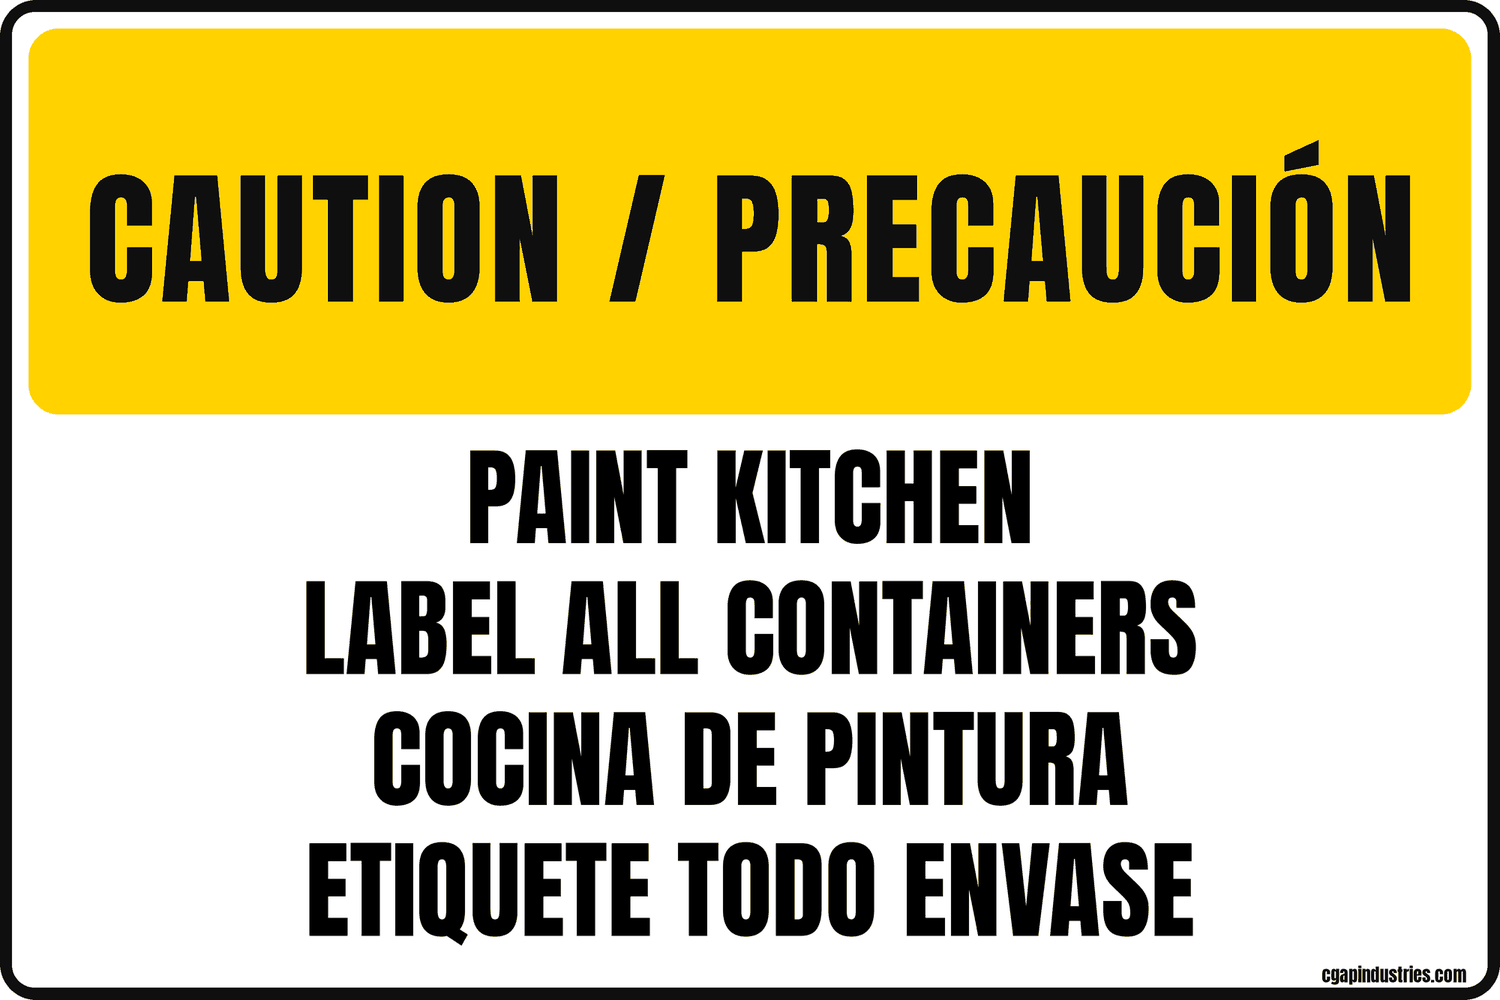 CAUTION / PRECAUCIÓN
PAINT KITCHEN
LABEL ALL CONTAINERS
COCINA DE PINTURA
ETIQUETE TODO ENVASE
cgapindustries.com